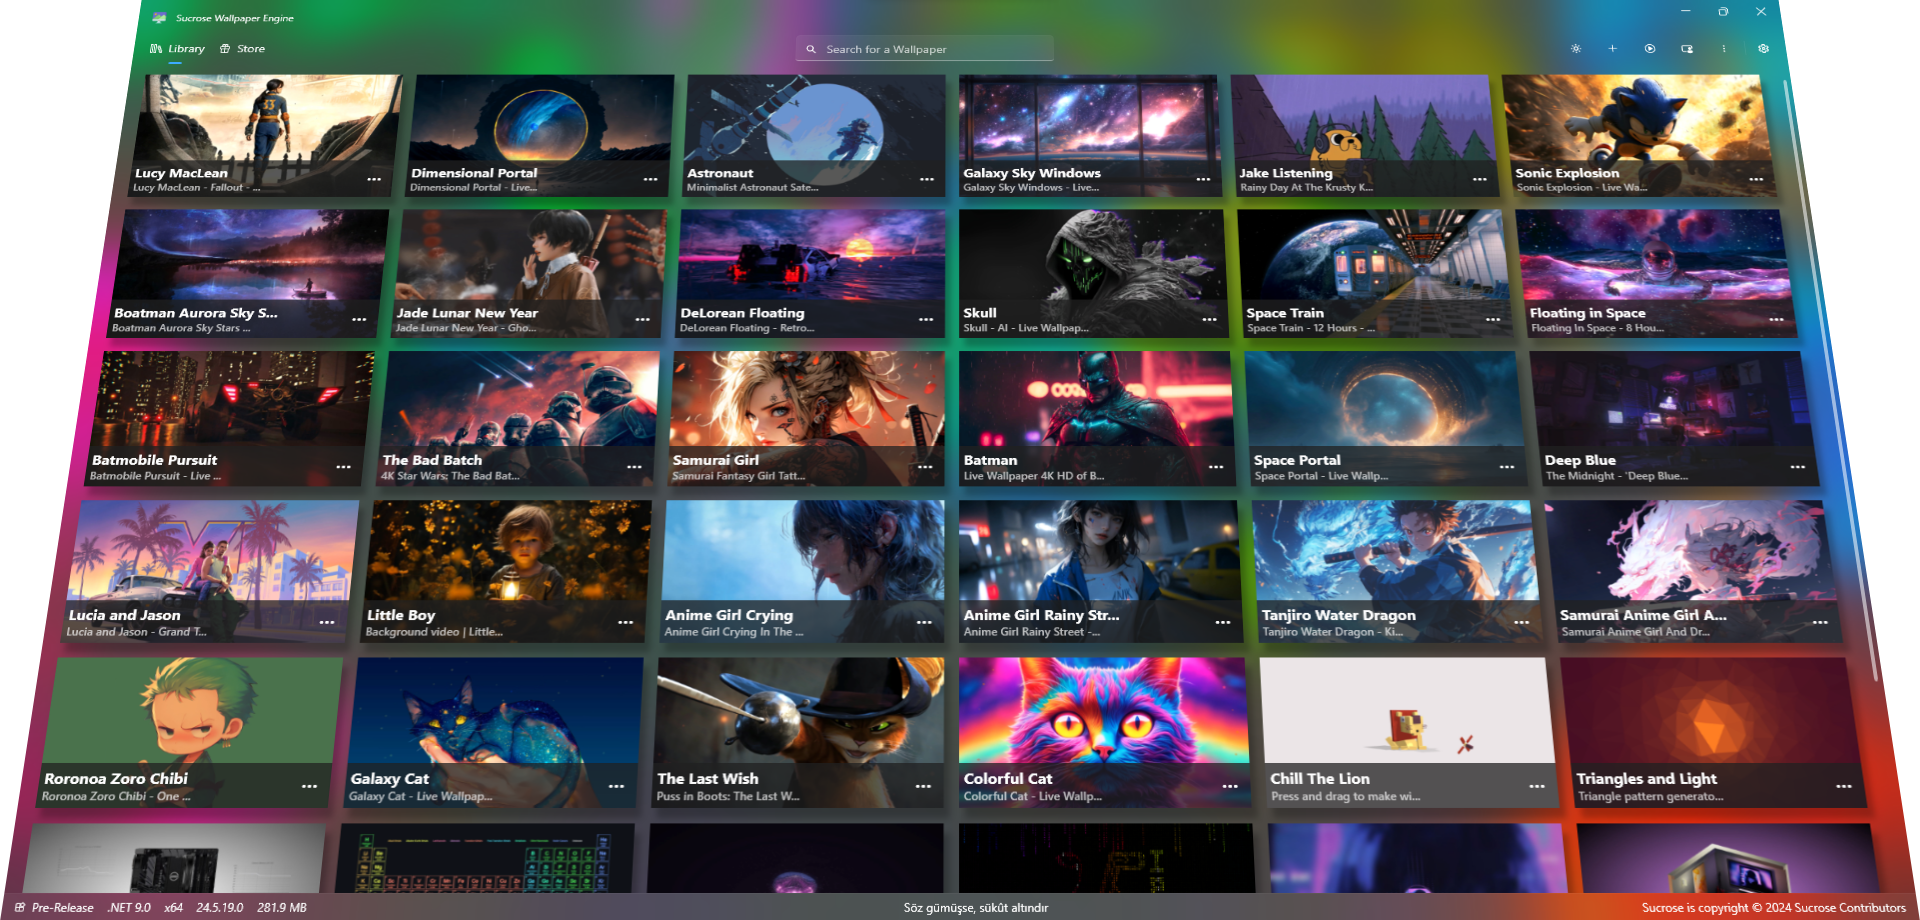 Sucrose Wallpaper Engine
Library
Store
Search for a Wallpaper
Lucy MacLean
Lucy MacLean - Fallout - ...
Dimensional Portal
Dimensional Portal - Live...
Astronaut
Minimalist Astronaut Sate...
Galaxy Sky Windows
Galaxy Sky Windows - Live...
Jake Listening
Rainy Day At The Krusty K...
Sonic Explosion
Sonic Explosion - Live Wa...
Boatman Aurora Sky S...
Boatman Aurora Sky Stars ...
Jade Lunar New Year
Jade Lunar New Year - Gho...
DeLorean Floating
DeLorean Floating - Retro...
Skull
Skull - AI - Live Wallpap...
Space Train
Space Train - 12 Hours - ...
Floating in Space
Floating In Space - 8 Hou...
Batmobile Pursuit
Batmobile Pursuit - Live ...
The Bad Batch
4K Star Wars: The Bad Bat...
Samurai Girl
Samurai Fantasy Girl Tatt...
Batman
Live Wallpaper 4K HD of B...
Space Portal
Space Portal - Live Wallp...
Deep Blue
The Midnight - 'Deep Blue...
Lucia and Jason
Lucia and Jason - Grand T...
Little Boy
Background video | Little...
Anime Girl Crying
Anime Girl Crying In The ...
Anime Girl Rainy Str...
Anime Girl Rainy Street -...
Tanjiro Water Dragon
Tanjiro Water Dragon - Ki...
Samurai Anime Girl A...
Samurai Anime Girl And Dr...
Roronoa Zoro Chibi
Roronoa Zoro Chibi - One ...
Galaxy Cat
Galaxy Cat - Live Wallpap...
The Last Wish
Puss in Boots: The Last W...
Colorful Cat
Colorful Cat - Live Wallp...
Chill The Lion
Press and drag to make wi...
Triangles and Light
Triangle pattern generato...
Pre-Release .NET 9.0 x64 24.5.19.0 281.9 MB
Söz gümüşse, sükût altındır
Sucrose is copyright © 2024 Sucrose Contributors